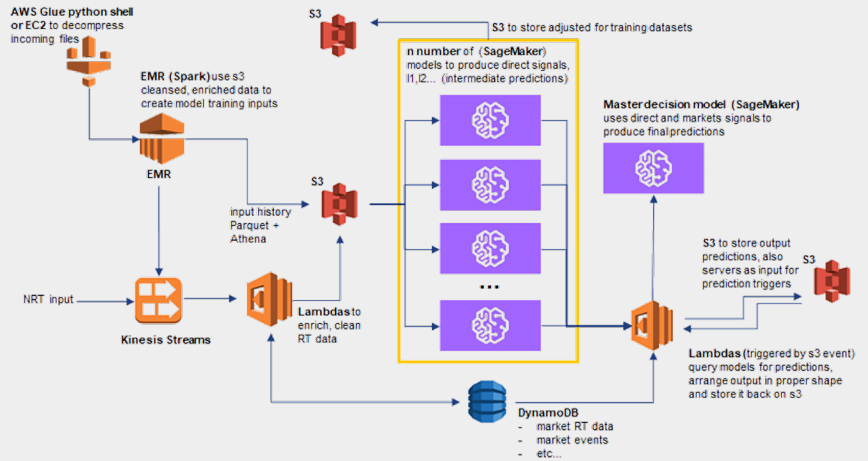 AWS Glue python shell
or EC2 to decompress
incoming files
EMR (Spark) use s3
cleansed, enriched data to
create model training inputs
EMR
S3
S3 to store adjusted for training datasets
n number of (SageMaker)
models to produce direct signals,
I1,I2... (intermediate predictions)
Master decision model (SageMaker)
uses direct and markets signals to
produce final predictions
S3
input history
Parquet +
Athena
NRT input
Kinesis Streams
Lambdas to
enrich, clean
RT data
...
S3 to store output
predictions, also
servers as input for
prediction triggers
S3
Lambdas (triggered by s3 event)
query models for predictions,
arrange output in proper shape
and store it back on s3
DynamoDB
- market RT data
- market events
- etc...